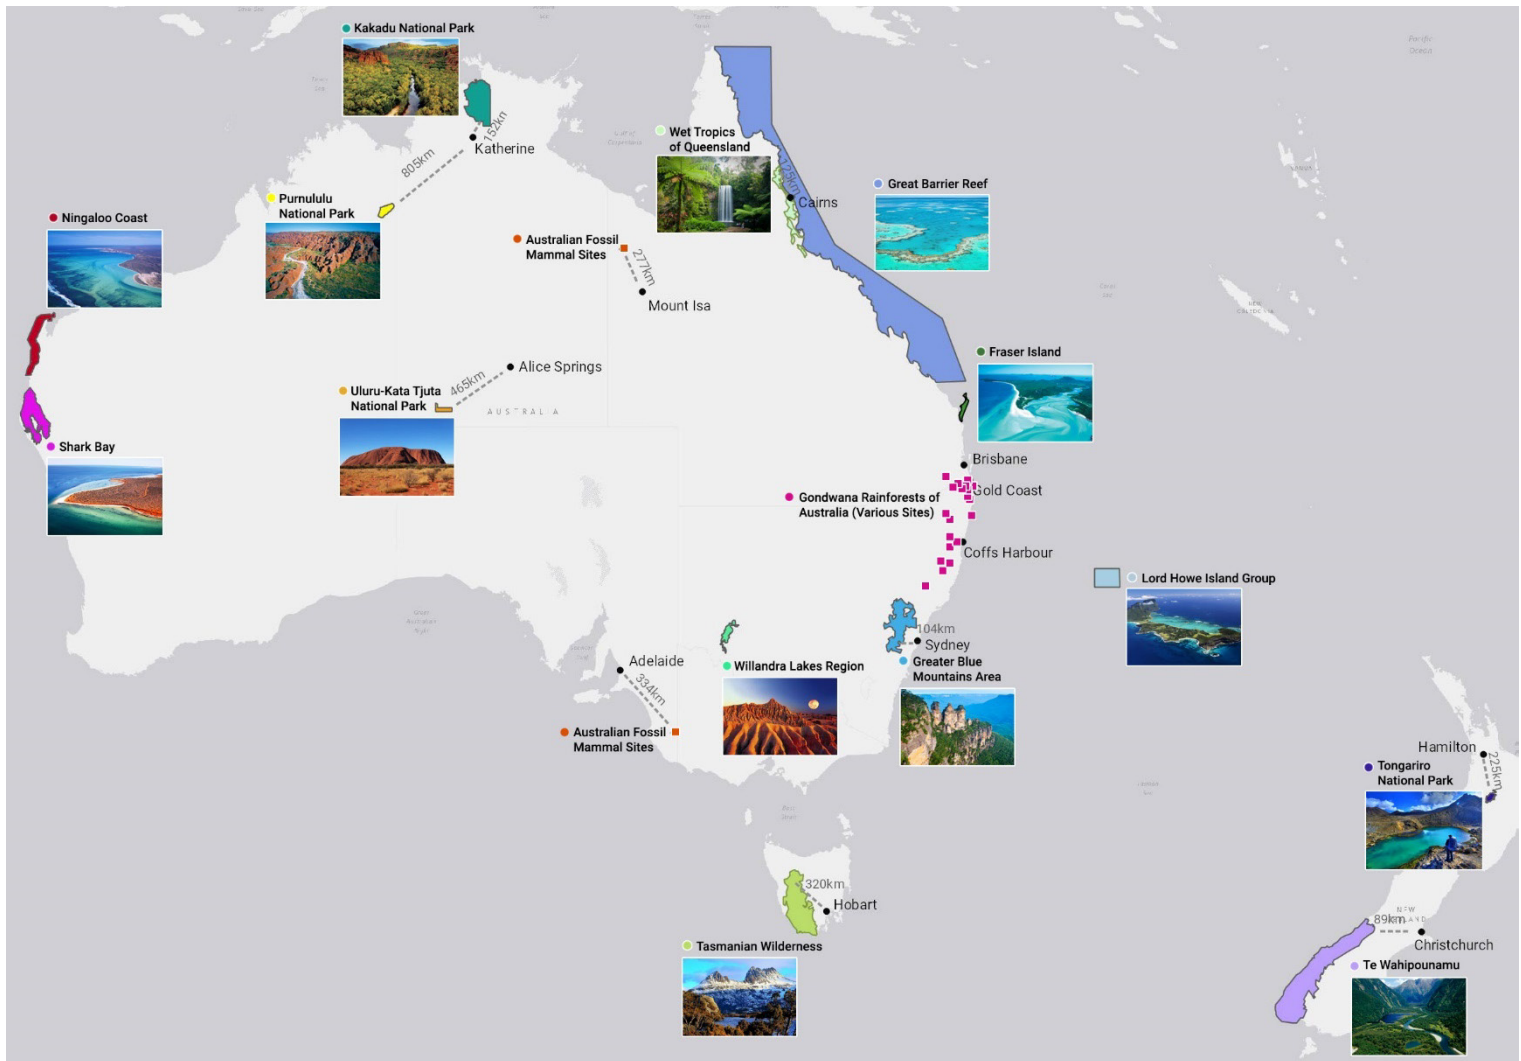 Kakadu National Park
152km
Katherine
805km
Purnululu
National Park
Ningaloo Coast
Wet Tropics
of Queensland
125km
Cairns
Great Barrier Reef
Australian Fossil
Mammal Sites
277km
Mount Isa
Alice Springs
465km
Uluru-Kata Tjuta
National Park
AUSTRALIA
Fraser Island
Shark Bay
Brisbane
Gold Coast
Gondwana Rainforests of
Australia (Various Sites)
Coffs Harbour
Lord Howe Island Group
104km
Sydney
Greater Blue
Mountains Area
Willandra Lakes Region
Adelaide
334km
Australian Fossil
Mammal Sites
Hamilton
225km
Tongariro
National Park
320km
Hobart
Tasmanian Wilderness
89km
Christchurch
Te Wahipounamu